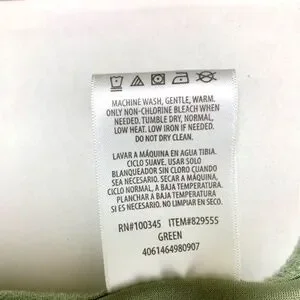 MACHINE WASH, GENTLE, WARM.
ONLY NON-CHLORINE BLEACH WHEN
NEEDED. TUMBLE DRY, NORMAL,
LOW HEAT. LOW IRON IF NEEDED.
DO NOT DRY CLEAN.
LAVAR A MÁQUINA EN AGUA TIBIA.
CICLO SUAVE. USAR SOLO
BLANQUEADOR SIN CLORO CUANDO
SEA NECESARIO. SECAR A MÁQUINA,
CICLO NORMAL, A BAJA TEMPERATURA.
PLANCHAR A BAJA TEMPERATURA
SI ES NECESARIO. NO LIMPIAR EN SECO.
RN#100345 ITEM#829555
GREEN
4061464980907